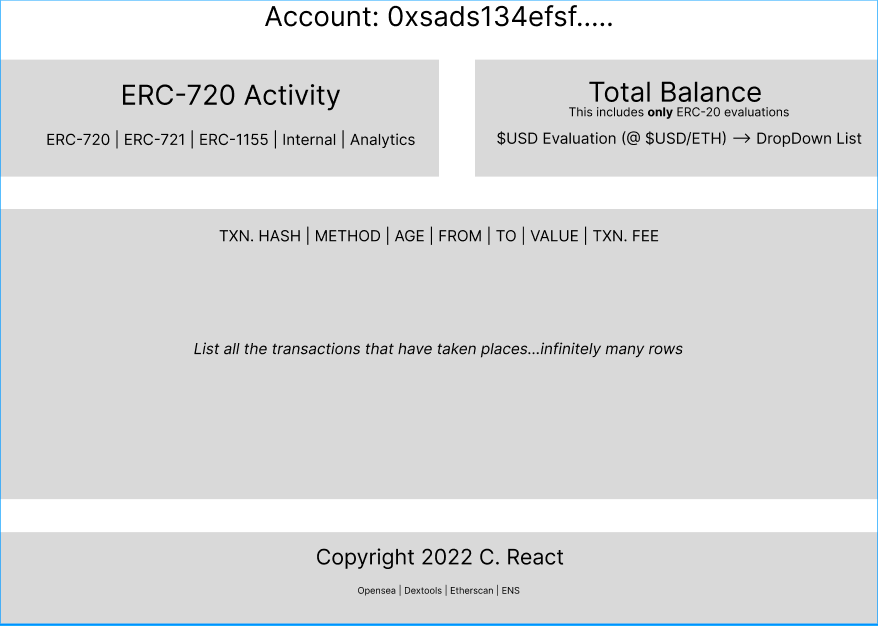 Account: 0xsads134efsf.....
ERC-720 Activity
ERC-720 | ERC-721 | ERC-1155 | Internal | Analytics
Total Balance
This includes only ERC-20 evaluations
$USD Evaluation (@ $USD/ETH) --> DropDown List
TXN. HASH | METHOD | AGE | FROM | TO | VALUE | TXN. FEE
List all the transactions that have taken places...infinitely many rows
Copyright 2022 C. React
Opensea | Dextools | Etherscan | ENS